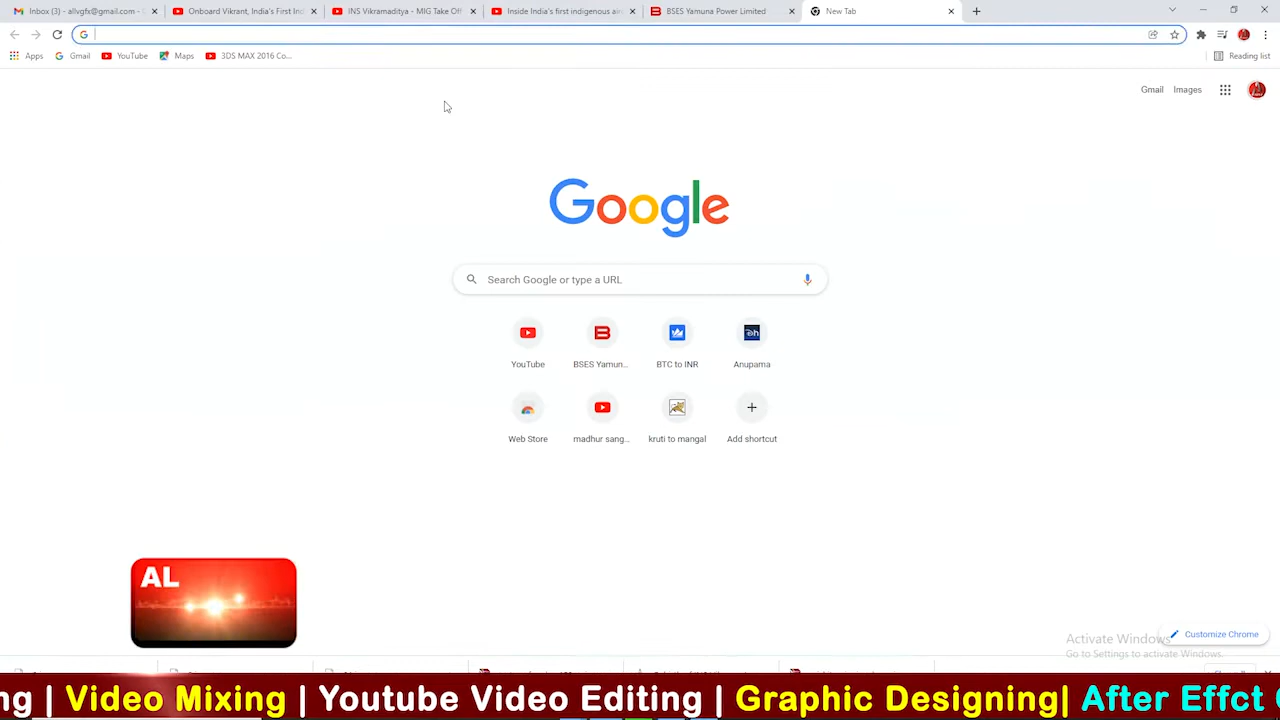 Inbox (3) - allvgfx@gmail.com - G
Onboard Vikrant, India's First Ind
INS Vikramaditya - MIG Take Off
Inside India's first indigenous air
BSES Yamuna Power Limited
New Tab
Apps
Gmail
YouTube
Maps
3DS MAX 2016 Co...
Reading list
Gmail
Images
Google
Search Google or type a URL
YouTube
BSES Yamun...
BTC to INR
Anupama
Web Store
madhur sang...
kruti to mangal
Add shortcut
AL
Customize Chrome
Activate Windows
Go to Settings to activate Windows.
ng | Video Mixing | Youtube Video Editing | Graphic Designing| After Effct